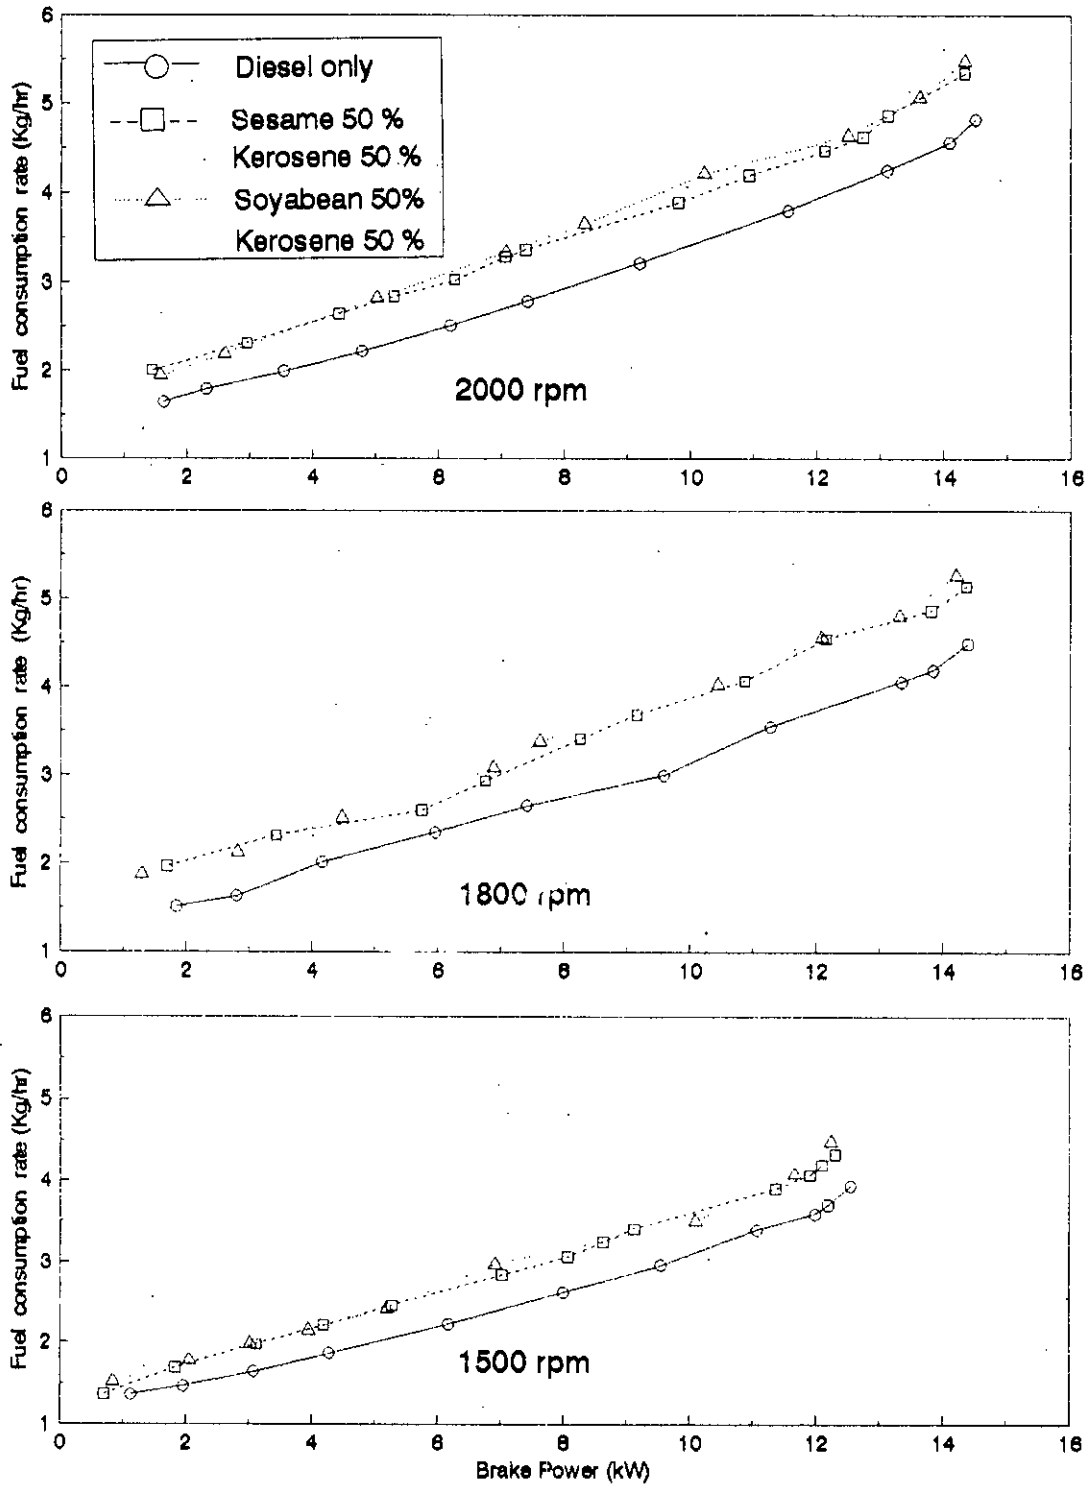 6
5
4
3
2
1
Fuel consumption rate (Kg/hr)
Diesel only
Sesame 50 %
Kerosene 50 %
Soyabean 50%
Kerosene 50 %
2000 rpm
0 2 4 6 8 10 12 14 16
6
5
4
3
2
1
Fuel consumption rate (Kg/hr)
1800 rpm
0 2 4 6 8 10 12 14 16
6
5
4
3
2
1
Fuel consumption rate (Kg/hr)
1500 rpm
0 2 4 6 8 10 12 14 16
Brake Power (kW)